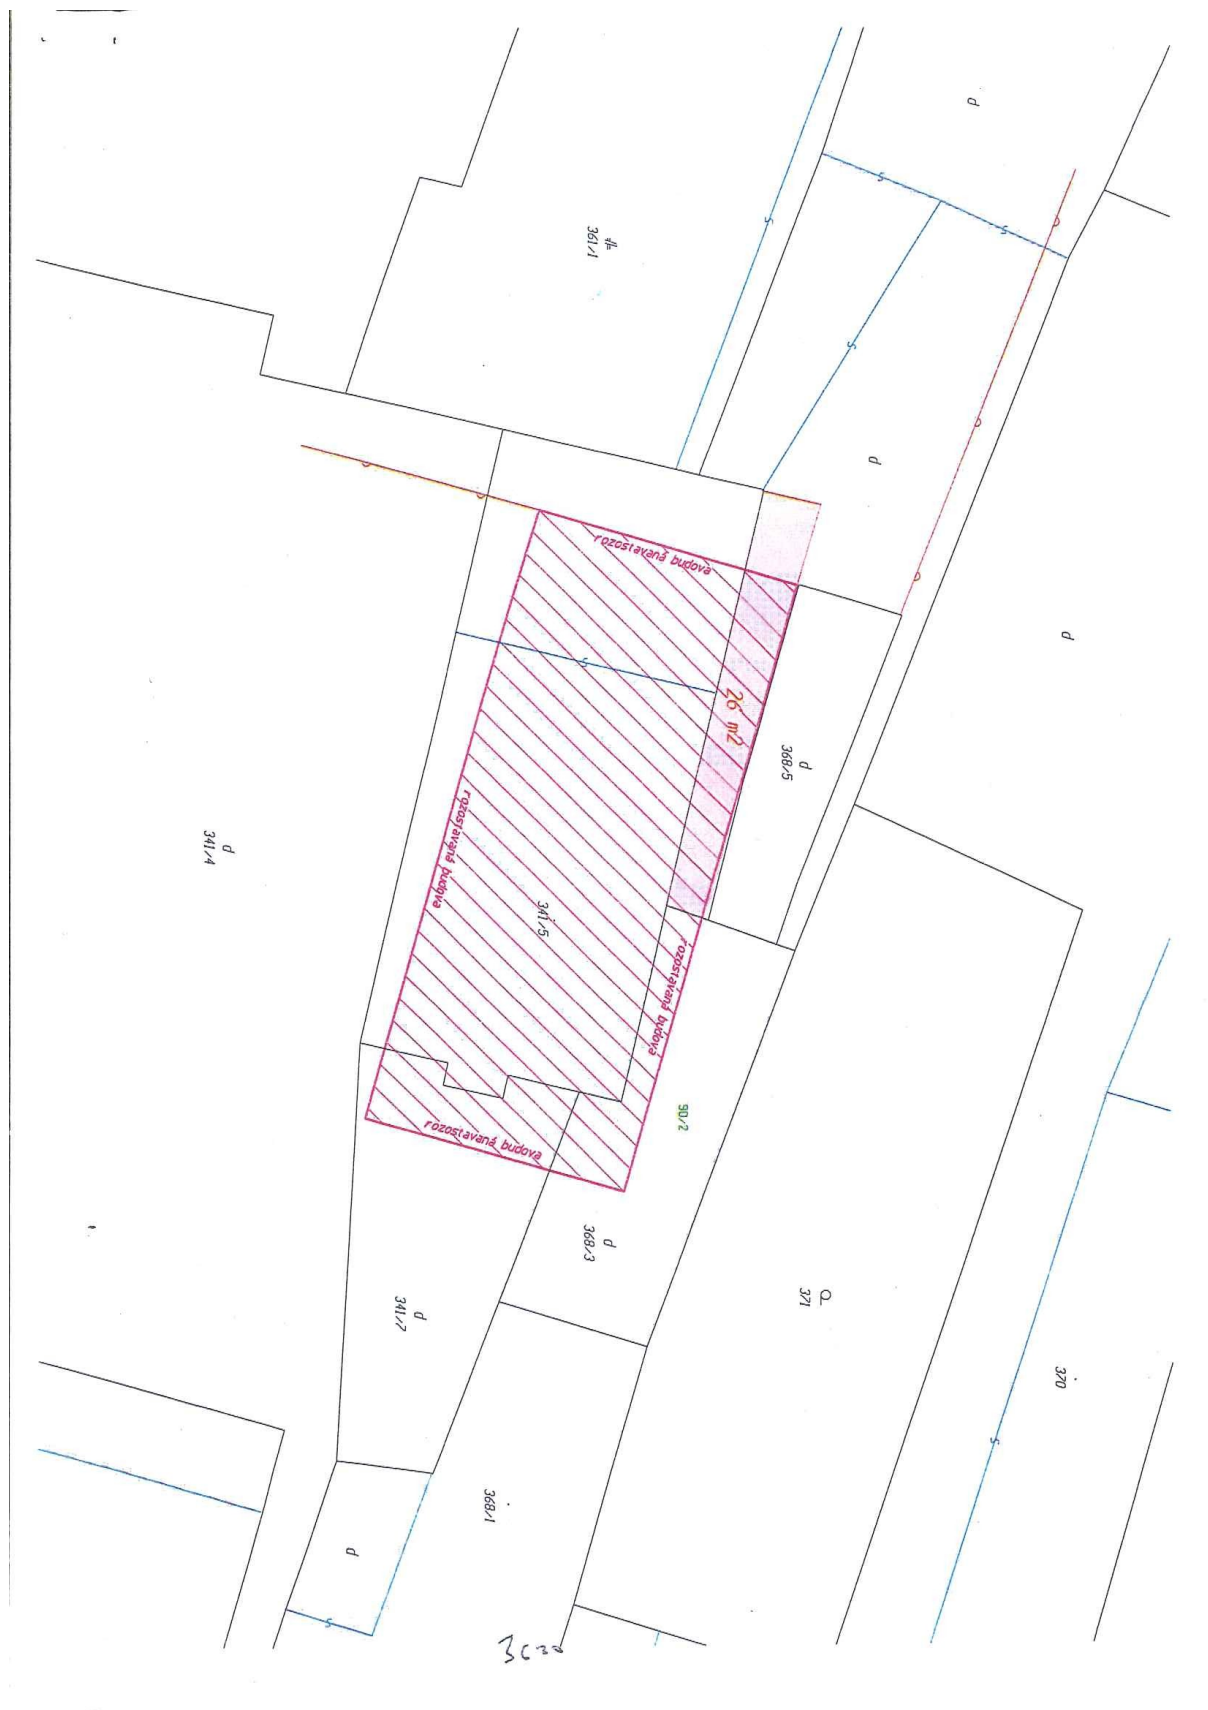 d
361/1
d
rozostavaná budova
d
26 m2
d
368/5
d
341/4
rozostavaná budova
341/5
rozostavaná budova
90/2
rozostavaná budova
d
368/3
d
341/7
371
370
368/1
d